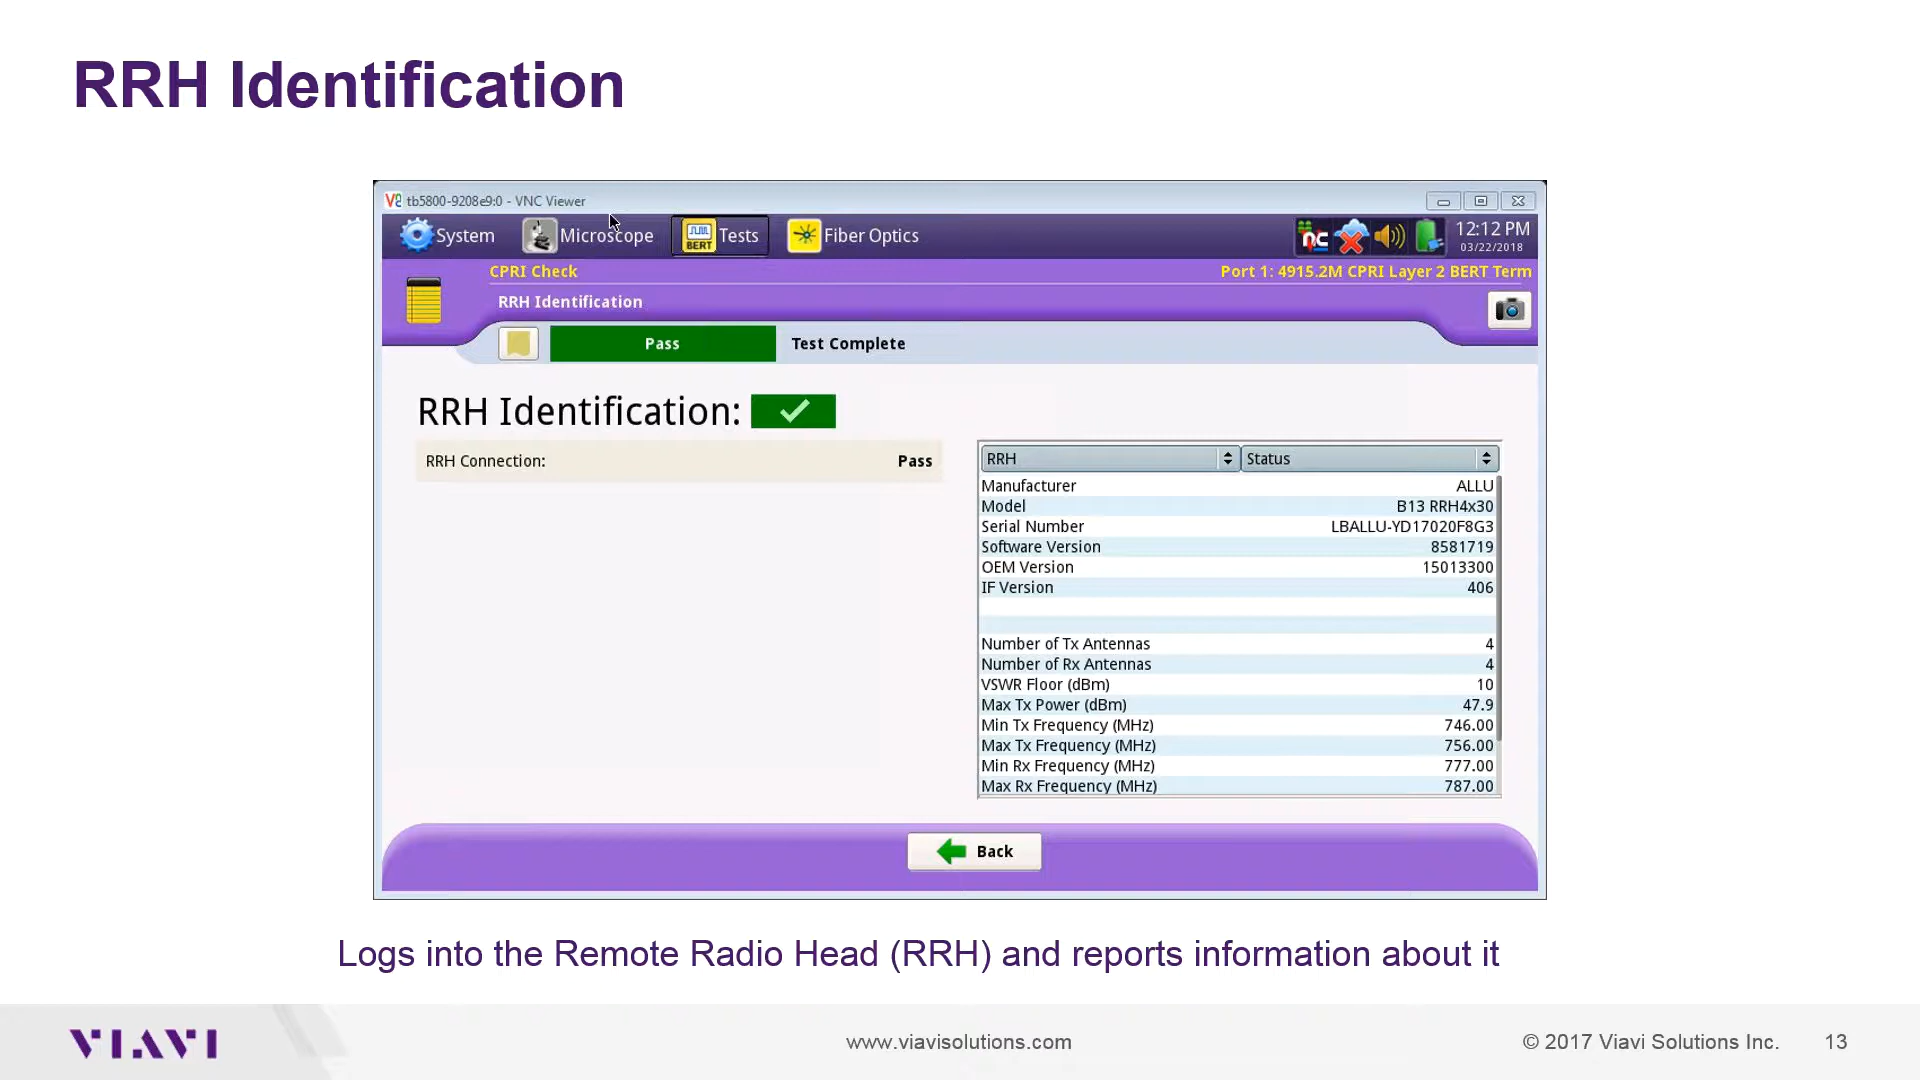 RRH Identification
tb5800-9208e9:0 - VNC Viewer
System Microscope BERT Tests Fiber Optics
12:12 PM
03/22/2018
CPRI Check
Port 1: 4915.2M CPRI Layer 2 BERT Term
RRH Identification
Pass Test Complete
RRH Identification:
RRH Connection: Pass
RRH Status
Manufacturer ALLU
Model B13 RRH4x30
Serial Number LBALLU-YD17020F8G3
Software Version 8581719
OEM Version 15013300
IF Version 406
Number of Tx Antennas 4
Number of Rx Antennas 4
VSWR Floor (dBm) 10
Max Tx Power (dBm) 47.9
Min Tx Frequency (MHz) 746.00
Max Tx Frequency (MHz) 756.00
Min Rx Frequency (MHz) 777.00
Max Rx Frequency (MHz) 787.00
Back
Logs into the Remote Radio Head (RRH) and reports information about it
VIAVI
www.viavisolutions.com
© 2017 Viavi Solutions Inc. 13